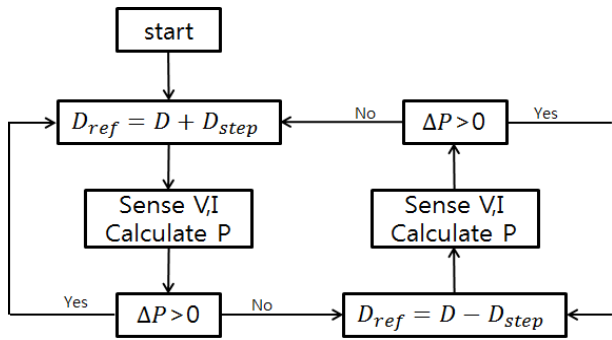 start
D_ref = D + D_step
No
ΔP>0
Yes
Sense V,I
Calculate P
Sense V,I
Calculate P
Yes
ΔP>0
No
D_ref = D − D_step